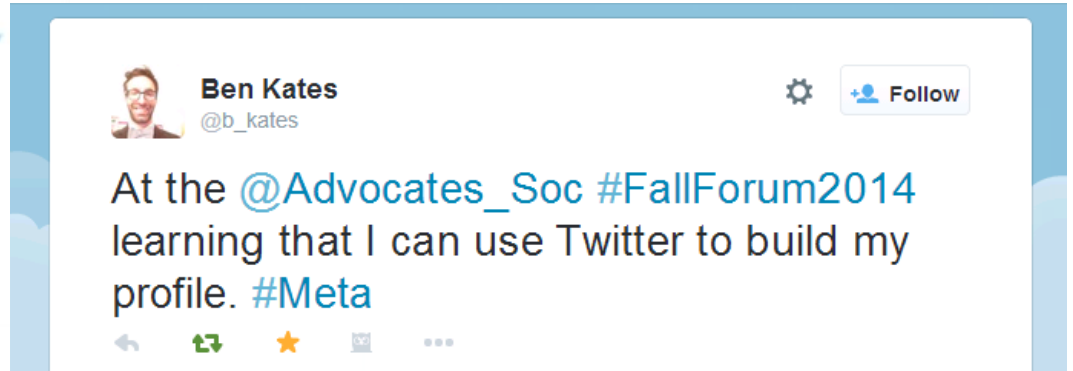 Ben Kates
@b_kates
Follow
At the @Advocates_Soc #FallForum2014
learning that I can use Twitter to build my
profile. #Meta